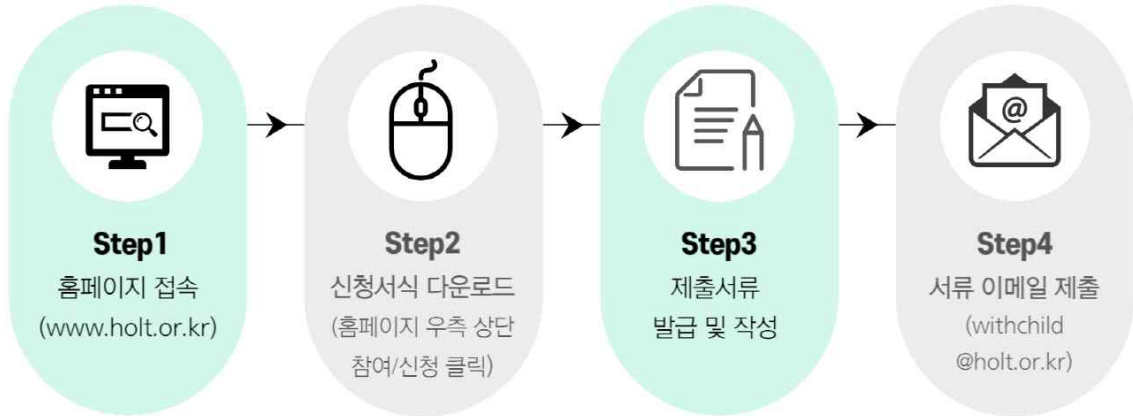 @
Step1
홈페이지 접속
(www.holt.or.kr)
Step2
신청서식 다운로드
(홈페이지 우측 상단
참여/신청 클릭)
Step3
제출서류
발급 및 작성
Step4
서류 이메일 제출
(withchild
@holt.or.kr)